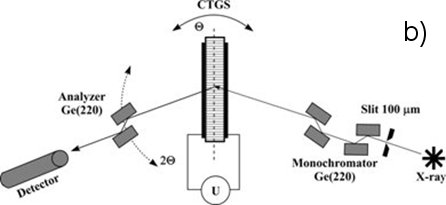 CTGS
b)
Θ
Analyzer
Ge(220)
Slit 100 μm
2Θ
Monochromator
Ge(220)
X-ray
Detector
U